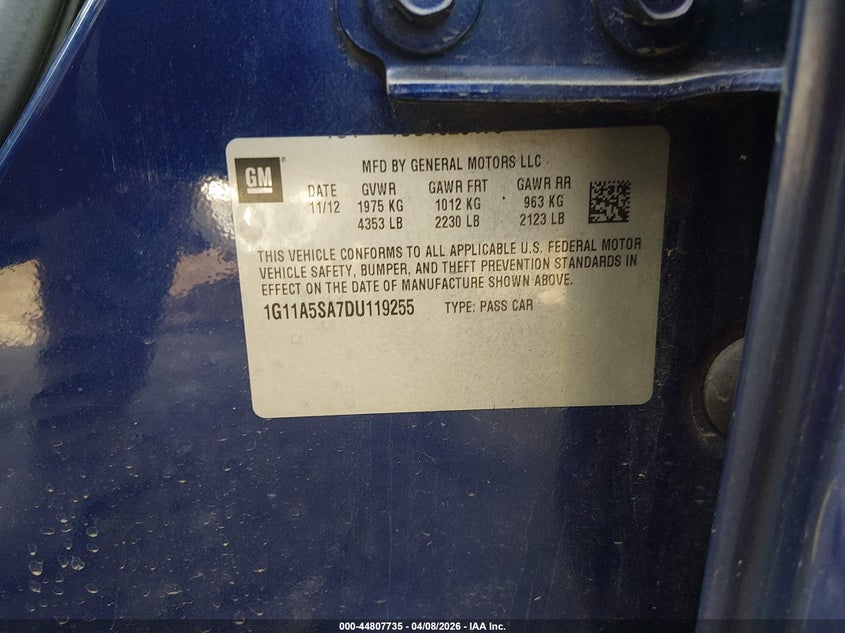 GM
MFD BY GENERAL MOTORS LLC
DATE GVWR GAWR FRT GAWR RR
11/12 1975 KG 1012 KG 963 KG
4353 LB 2230 LB 2123 LB
THIS VEHICLE CONFORMS TO ALL APPLICABLE U.S. FEDERAL MOTOR
VEHICLE SAFETY, BUMPER, AND THEFT PREVENTION STANDARDS IN
EFFECT ON THE DATE OF MANUFACTURE SHOWN ABOVE.
1G11A5SA7DU119255 TYPE: PASS CAR
000-44807735 - 04/08/2026 - IAA Inc.